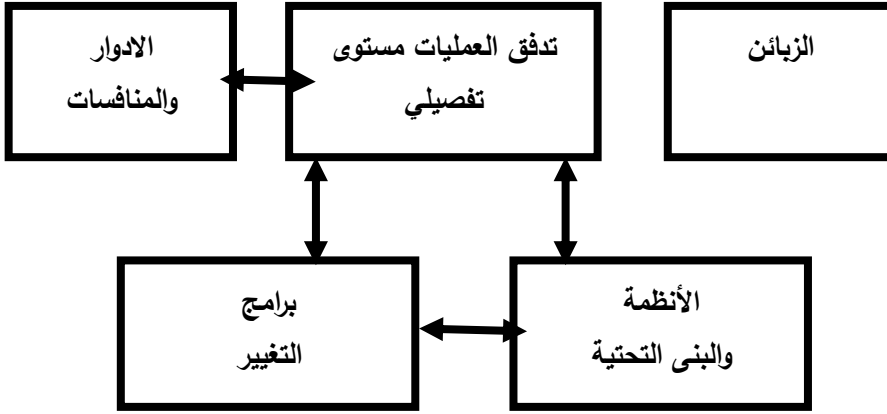 الزبائن
تدفق العمليات مستوى
تفصيلي
الادوار
والمنافسات
الأنظمة
والبنى التحتية
برامج
التغيير